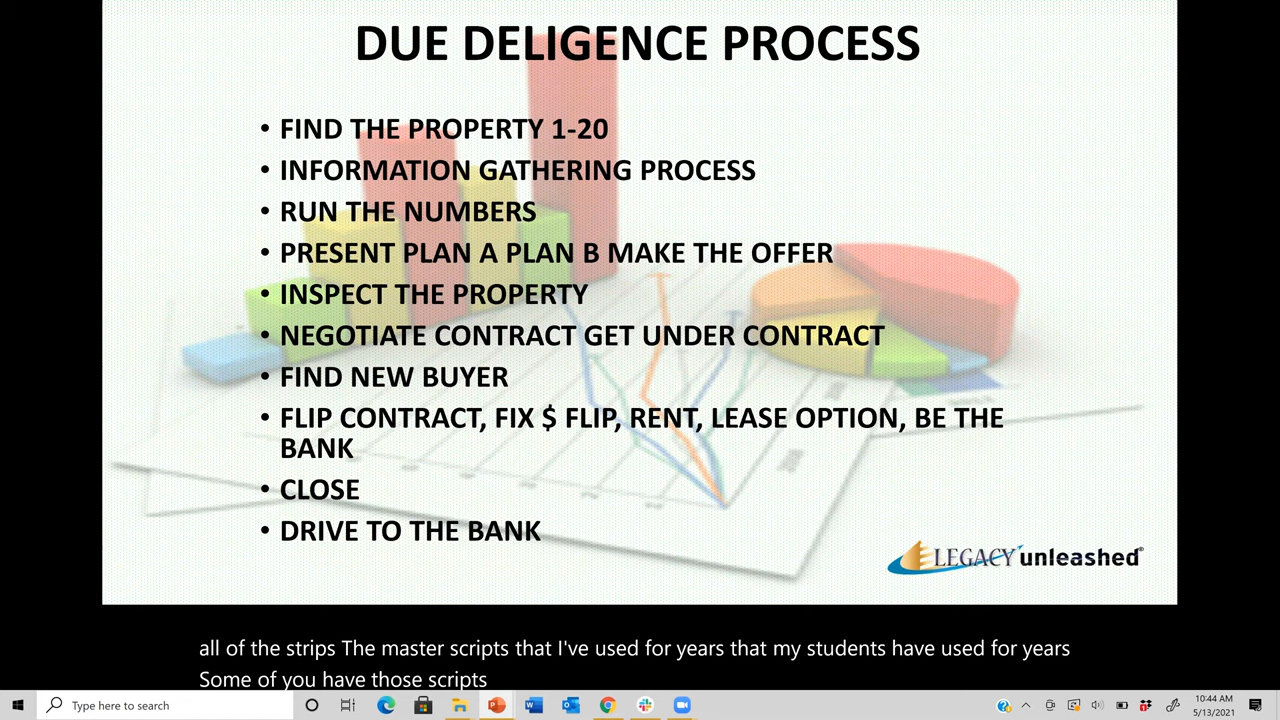 DUE DELIGENCE PROCESS
• FIND THE PROPERTY 1-20
• INFORMATION GATHERING PROCESS
• RUN THE NUMBERS
• PRESENT PLAN A PLAN B MAKE THE OFFER
• INSPECT THE PROPERTY
• NEGOTIATE CONTRACT GET UNDER CONTRACT
• FIND NEW BUYER
• FLIP CONTRACT, FIX $ FLIP, RENT, LEASE OPTION, BE THE
BANK
• CLOSE
• DRIVE TO THE BANK
LEGACY unleashed®
all of the strips The master scripts that I've used for years that my students have used for years
Some of you have those scripts
Type here to search
10:44 AM
5/13/2021